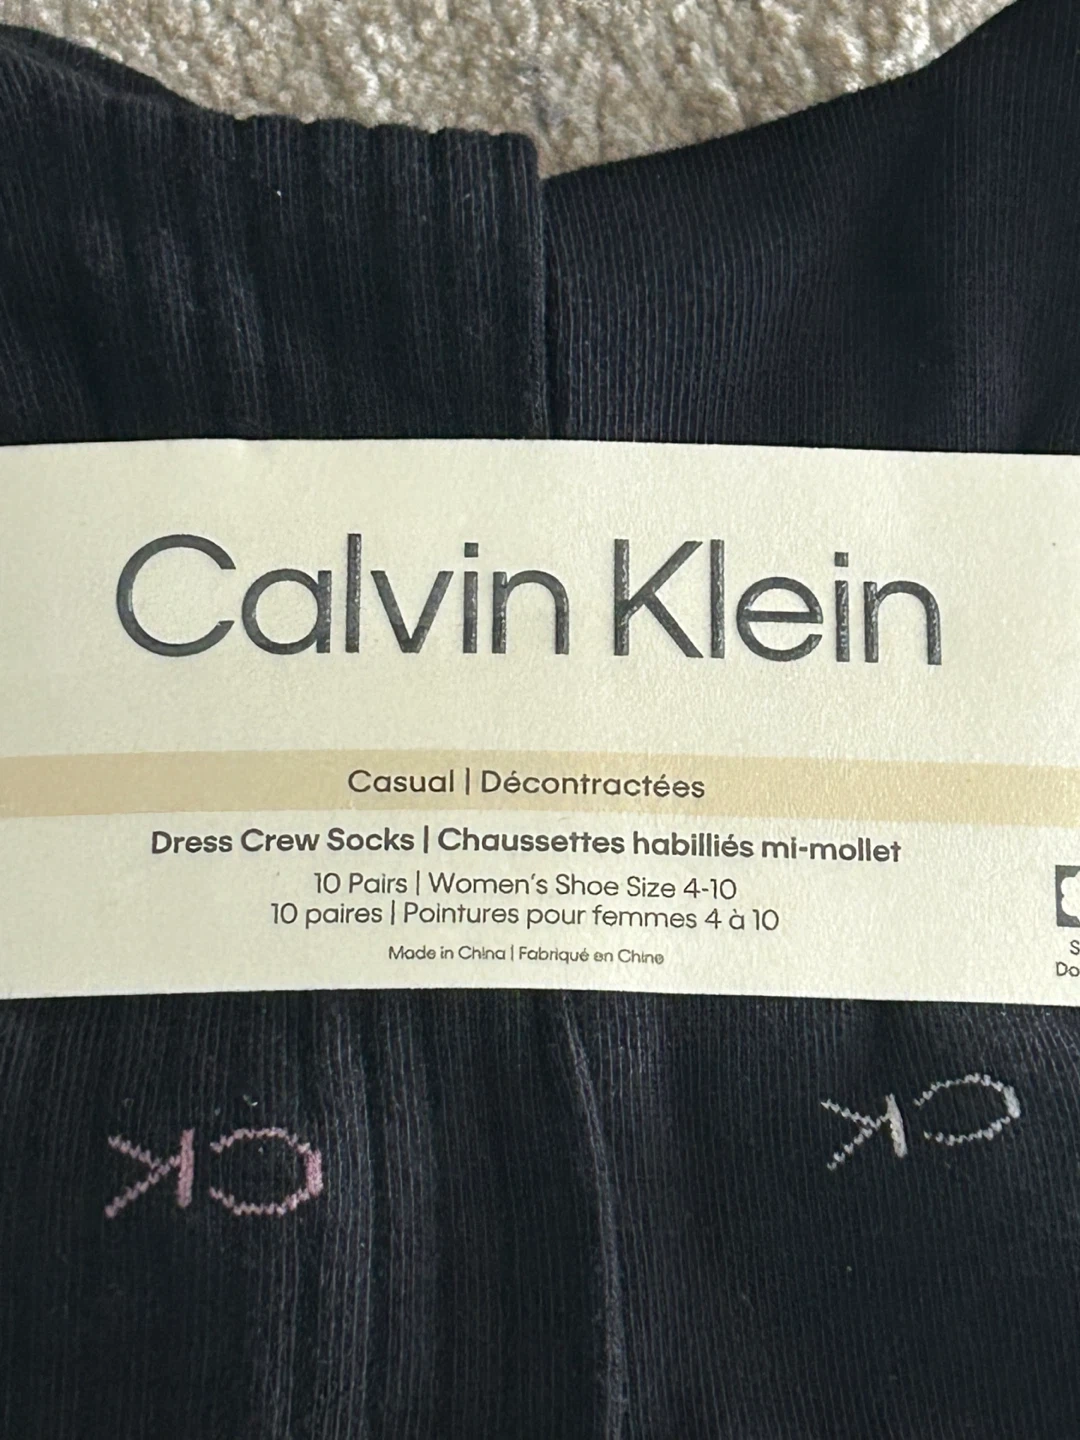 Calvin Klein
Casual | Décontractées
Dress Crew Socks | Chaussettes habilliés mi-mollet
10 Pairs | Women's Shoe Size 4-10
10 paires | Pointures pour femmes 4 à 10
Made in China | Fabriqué en Chine
CK
CK